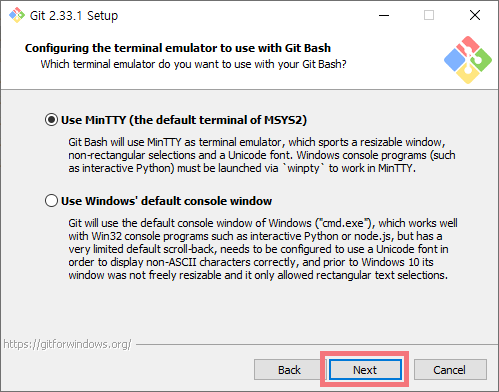 Git 2.33.1 Setup
Configuring the terminal emulator to use with Git Bash
Which terminal emulator do you want to use with your Git Bash?
Use MinTTY (the default terminal of MSYS2)
Git Bash will use MinTTY as terminal emulator, which sports a resizable window,
non-rectangular selections and a Unicode font. Windows console programs (such
as interactive Python) must be launched via `winpty` to work in MinTTY.
Use Windows' default console window
Git will use the default console window of Windows ("cmd.exe"), which works well
with Win32 console programs such as interactive Python or node.js, but has a
very limited default scroll-back, needs to be configured to use a Unicode font in
order to display non-ASCII characters correctly, and prior to Windows 10 its
window was not freely resizable and it only allowed rectangular text selections.
https://gitforwindows.org/
Back Next Cancel